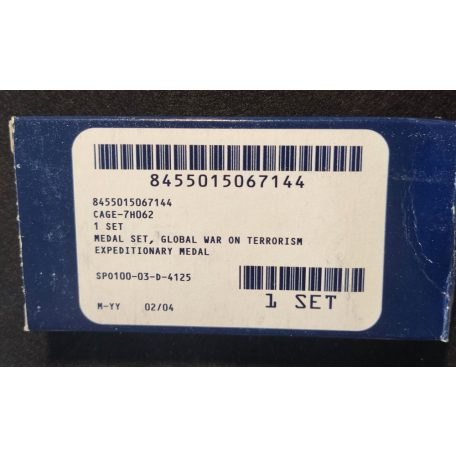 8455015067144
8455015067144
CAGE-7H062
1 SET
MEDAL SET, GLOBAL WAR ON TERRORISM
EXPEDITIONARY MEDAL
SP0100-03-D-4125
1 SET
M-YY 02/04